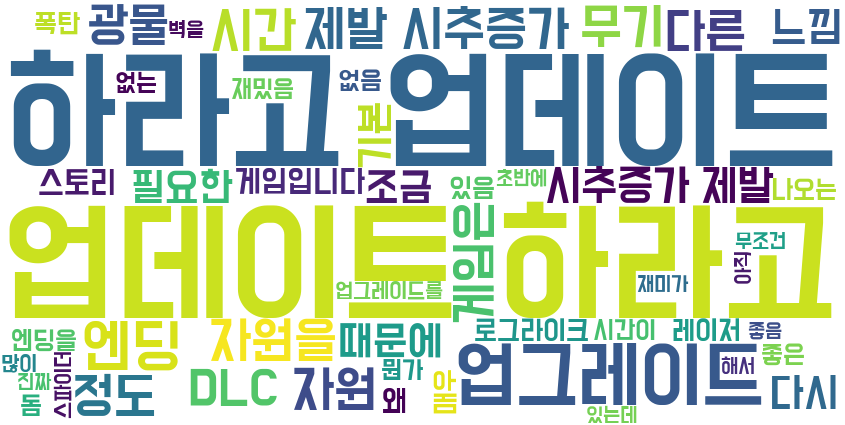 폭탄 광물 벽을 시간 제발 시추증가 무기 다른 느낌
하라고 업데이트
없는 재밌음 없음 기본
스토리 필요한 게임입니다 조금 있음 초반에 시추증가 제발 나오는
업데이트 하라고
게임은 무조건 아직
업그레이드를 재미가
엔딩을 엔딩 자원을 때문에 로그라이크 시간이 레이저 좋음
많이 스파이더 뭔가 업그레이드 해서 좋은
진짜 정도 DLC 자원 왜 아 다시
돔 돔 있는데